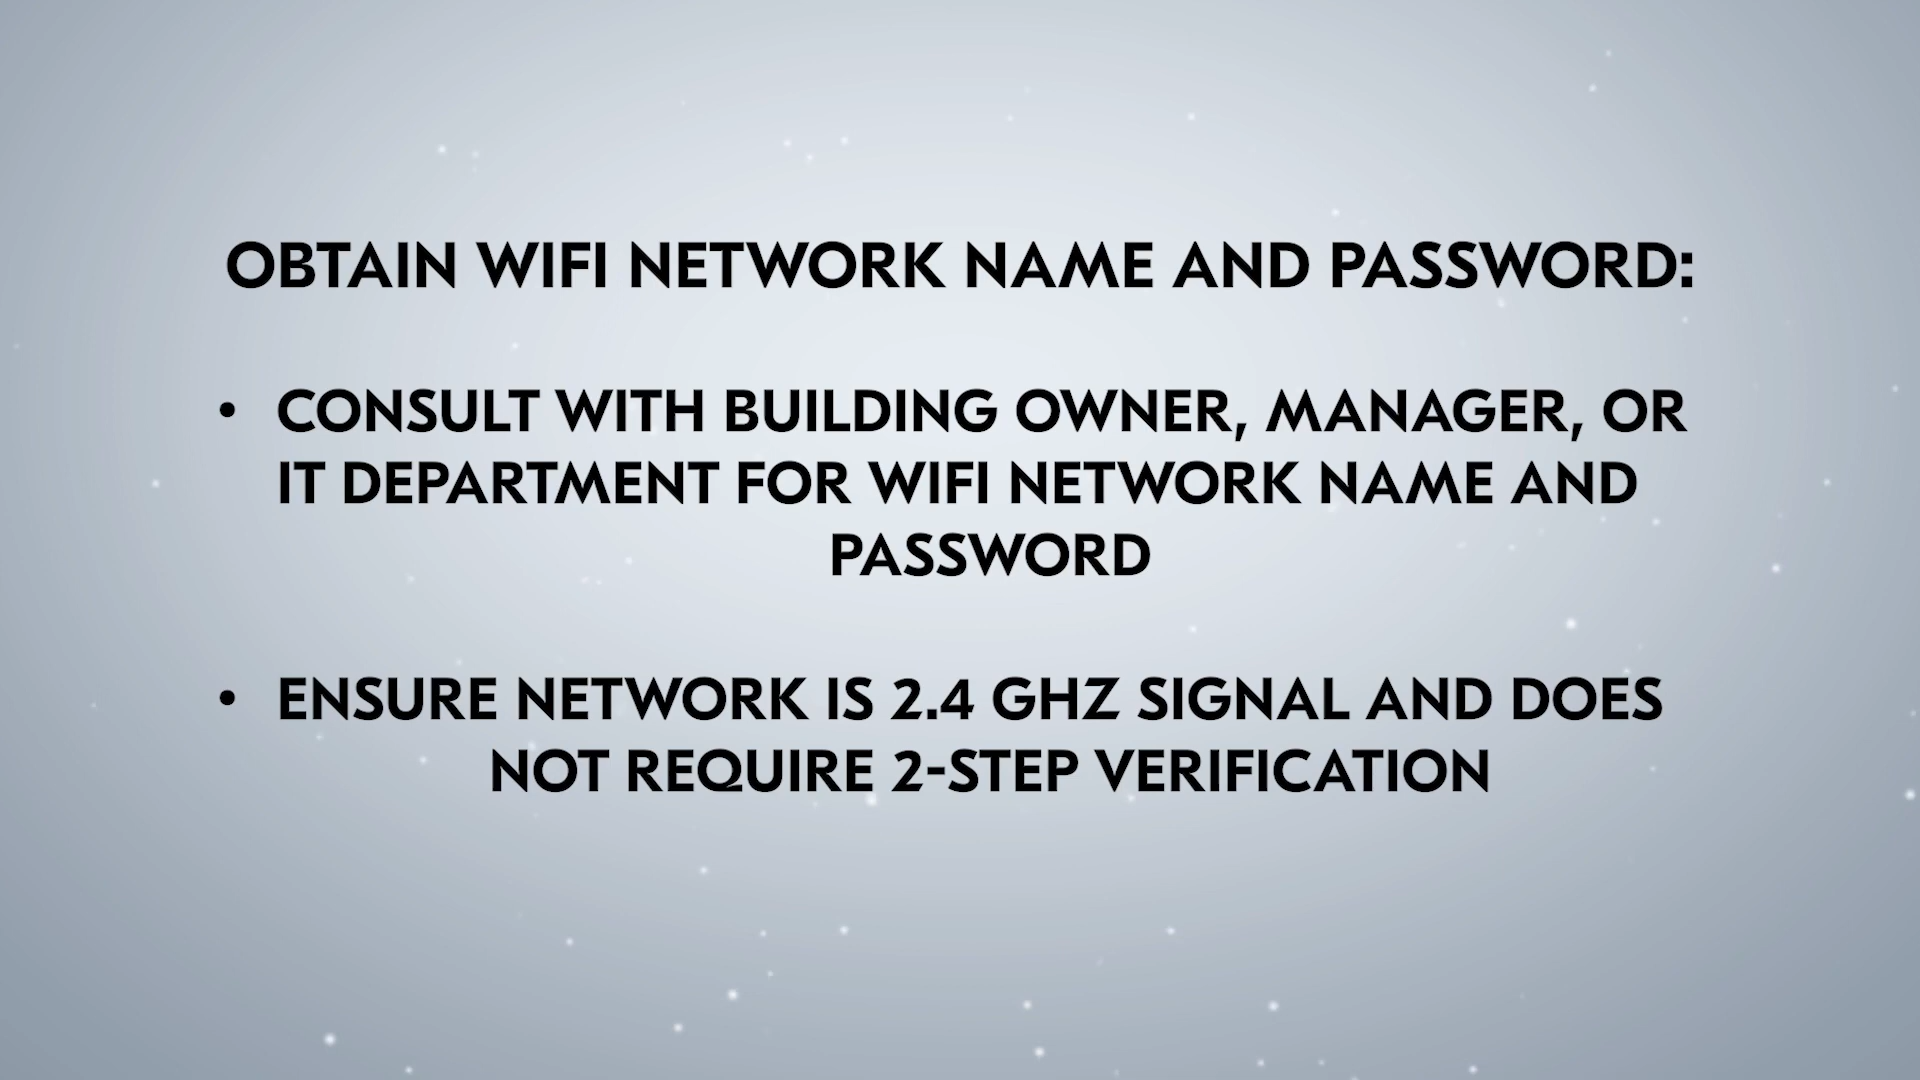 OBTAIN WIFI NETWORK NAME AND PASSWORD:
• CONSULT WITH BUILDING OWNER, MANAGER, OR
IT DEPARTMENT FOR WIFI NETWORK NAME AND
PASSWORD
• ENSURE NETWORK IS 2.4 GHZ SIGNAL AND DOES
NOT REQUIRE 2-STEP VERIFICATION